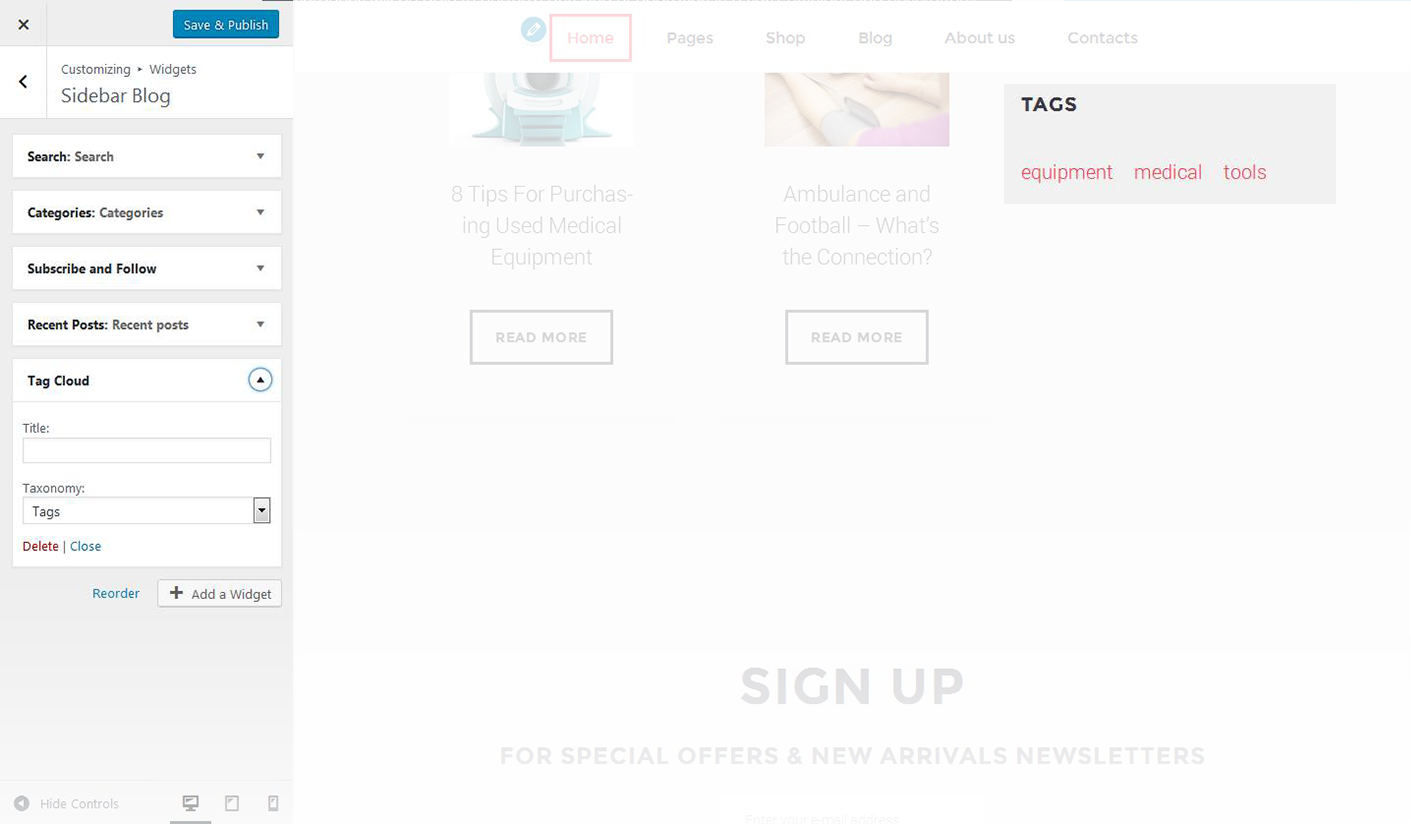 Save & Publish
Customizing ▸ Widgets
Sidebar Blog
Search: Search
Categories: Categories
Subscribe and Follow
Recent Posts: Recent posts
Tag Cloud
Title:
Taxonomy:
Tags
Delete | Close
Reorder
Add a Widget
Hide Controls
Home
Pages
Shop
Blog
About us
Contacts
8 Tips For Purchas-
ing Used Medical
Equipment
READ MORE
Ambulance and
Football – What's
the Connection?
READ MORE
TAGS
equipment medical tools
SIGN UP
FOR SPECIAL OFFERS & NEW ARRIVALS NEWSLETTERS
Enter your e-mail address